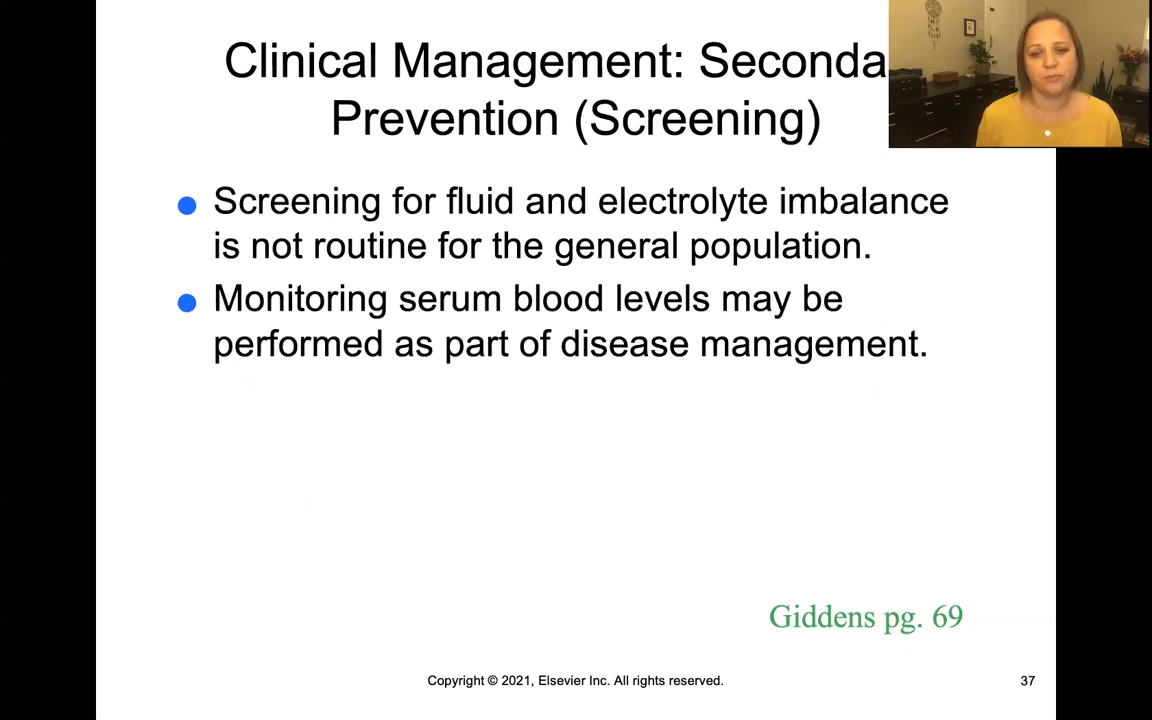 Clinical Management: Seconda
Prevention (Screening)
● Screening for fluid and electrolyte imbalance
is not routine for the general population.
● Monitoring serum blood levels may be
performed as part of disease management.
Giddens pg. 69
Copyright © 2021, Elsevier Inc. All rights reserved.
37